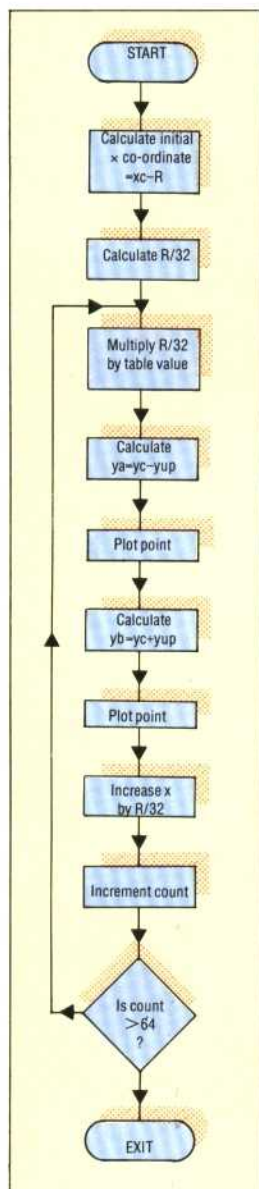 START
Calculate initial
× co-ordinate
=xc–R
Calculate R/32
Multiply R/32
by table value
Calculate
ya=yc–yup
Plot point
Calculate
yb=yc+yup
Plot point
Increase x
by R/32
Increment count
Is count
>64
?
EXIT